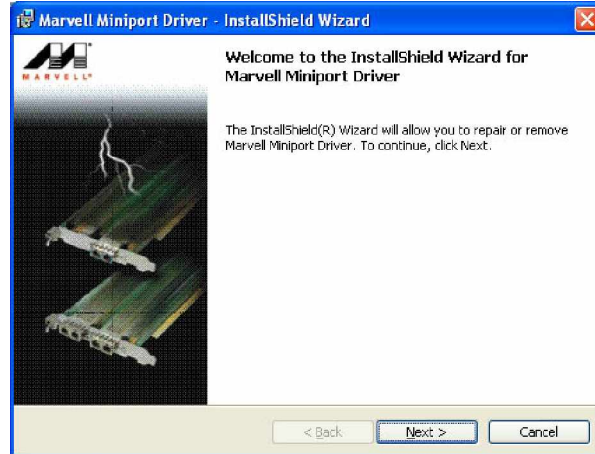 Marvell Miniport Driver - InstallShield Wizard
MARVELL®
Welcome to the InstallShield Wizard for
Marvell Miniport Driver
The InstallShield(R) Wizard will allow you to repair or remove
Marvell Miniport Driver. To continue, click Next.
< Back
Next >
Cancel